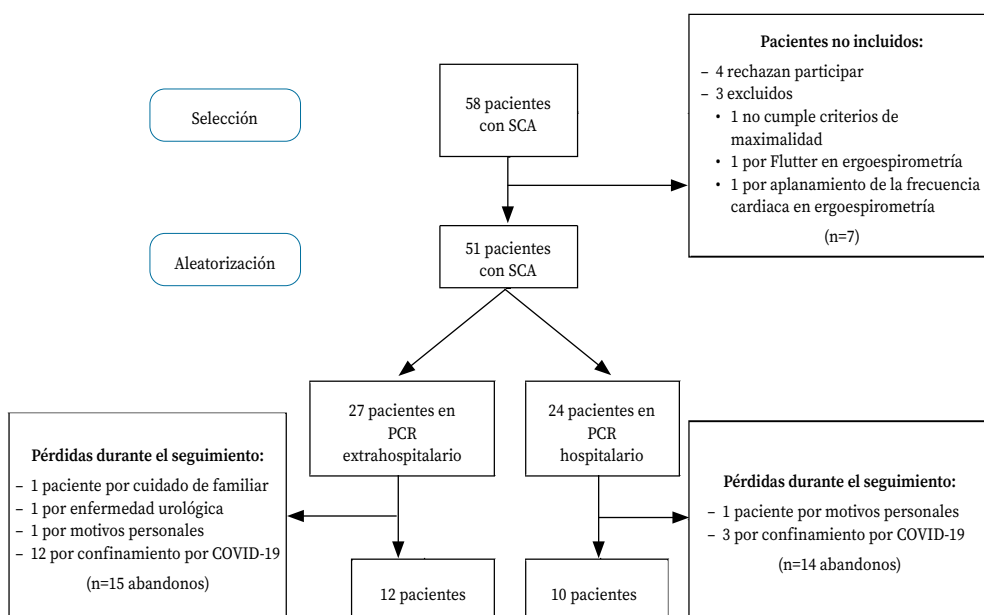 Selección
58 pacientes
con SCA
Pacientes no incluidos:
– 4 rechazan participar
– 3 excluidos
• 1 no cumple criterios de
maximalidad
• 1 por Flutter en ergoespirometría
• 1 por aplanamiento de la frecuencia
cardiaca en ergoespirometría
(n=7)
Aleatorización
51 pacientes
con SCA
27 pacientes en
PCR
extrahospitalario
24 pacientes en
PCR
hospitalario
Pérdidas durante el seguimiento:
– 1 paciente por cuidado de familiar
– 1 por enfermedad urológica
– 1 por motivos personales
– 12 por confinamiento por COVID-19
(n=15 abandonos)
Pérdidas durante el seguimiento:
– 1 paciente por motivos personales
– 3 por confinamiento por COVID-19
(n=14 abandonos)
12 pacientes
10 pacientes